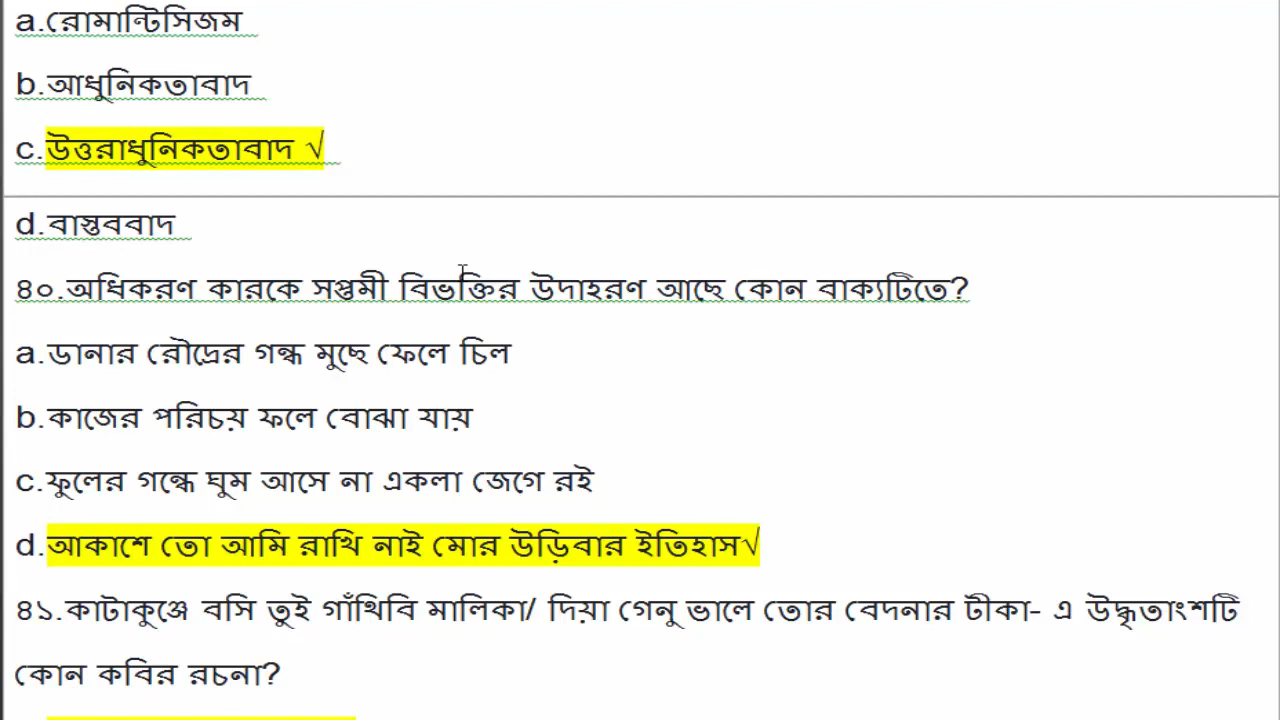 a.রোমান্টিসিজম
b.আধুনিকতাবাদ
c.উত্তরাধুনিকতাবাদ √
d.বাস্তববাদ
৪০.অধিকরণ কারকে সপ্তমী বিভক্তির উদাহরণ আছে কোন বাক্যটিতে?
a.ডানার রৌদ্রের গন্ধ মুছে ফেলে চিল
b.কাজের পরিচয় ফলে বোঝা যায়
c.ফুলের গন্ধে ঘুম আসে না একলা জেগে রই
d.আকাশে তো আমি রাখি নাই মোর উড়িবার ইতিহাস√
৪১.কাটাকুঞ্জে বসি তুই গাঁথিবি মালিকা/ দিয়া গেনু ভালে তোর বেদনার টীকা- এ উদ্ধৃতাংশটি
কোন কবির রচনা?